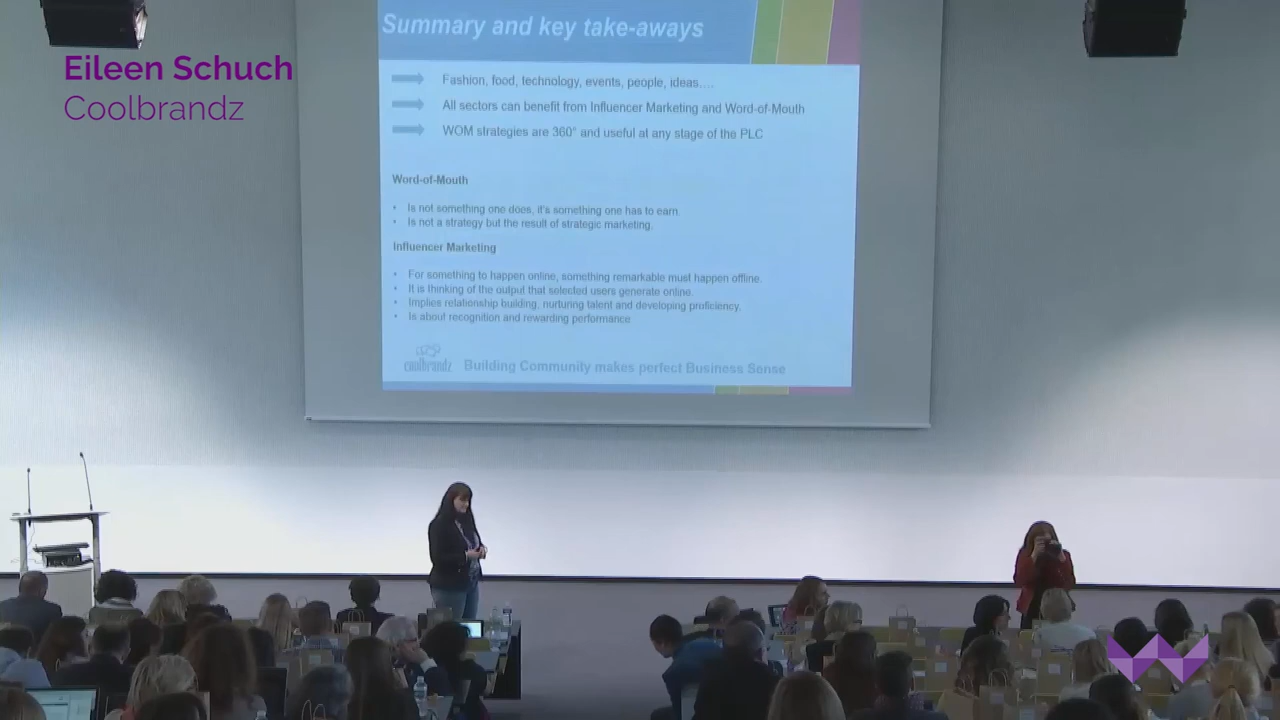 Eileen Schuch
Coolbrandz
Summary and key take-aways
Fashion, food, technology, events, people, ideas....
All sectors can benefit from Influencer Marketing and Word-of-Mouth
WOM strategies are 360° and useful at any stage of the PLC
Word-of-Mouth
• Is not something one does, it's something one has to earn
• Is not a strategy but the result of strategic marketing.
Influencer Marketing
• For something to happen online, something remarkable must happen offline.
• It is thinking of the output that selected users generate online.
• Implies relationship building, nurturing talent and developing proficiency.
• Is about recognition and rewarding performance
coolbrandz Building Community makes perfect Business Sense